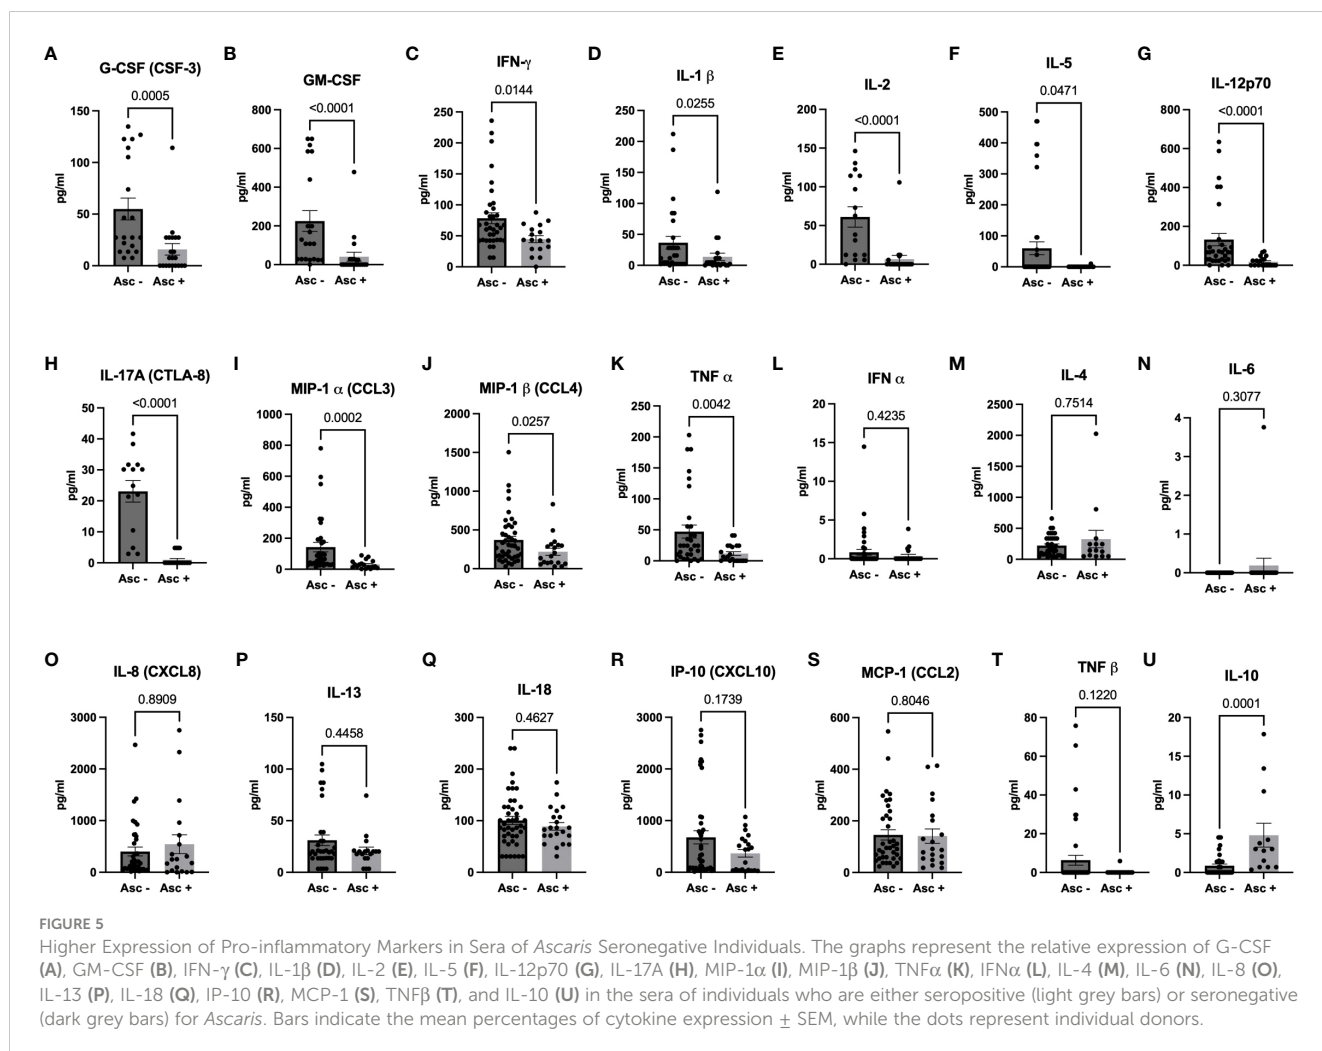 A
G-CSF (CSF-3)
0.0005
pg/ml
150
100
50
0
Asc - Asc +
B
GM-CSF
<0.0001
pg/ml
800
600
400
200
0
Asc - Asc +
C
IFN-γ
0.0144
pg/ml
250
200
150
100
50
0
Asc - Asc +
D
IL-1 β
0.0255
pg/ml
250
200
150
100
50
0
Asc - Asc +
E
IL-2
<0.0001
pg/ml
200
150
100
50
0
Asc - Asc +
F
IL-5
0.0471
pg/ml
500
400
300
200
100
0
Asc - Asc +
G
IL-12p70
<0.0001
pg/ml
800
600
400
200
0
Asc - Asc +
H
IL-17A (CTLA-8)
<0.0001
pg/ml
50
40
30
20
10
0
Asc - Asc +
I
MIP-1 α (CCL3)
0.0002
pg/ml
1000
800
600
400
200
0
Asc - Asc +
J
MIP-1 β (CCL4)
0.0257
pg/ml
2000
1500
1000
500
0
Asc - Asc +
K
TNF α
0.0042
pg/ml
250
200
150
100
50
0
Asc - Asc +
L
IFN α
0.4235
pg/ml
20
15
10
5
0
Asc - Asc +
M
IL-4
0.7514
pg/ml
2500
2000
1500
1000
500
0
Asc - Asc +
N
IL-6
0.3077
pg/ml
4
3
2
1
0
Asc - Asc +
O
IL-8 (CXCL8)
0.8909
pg/ml
3000
2000
1000
0
Asc - Asc +
P
IL-13
0.4458
pg/ml
150
100
50
0
Asc - Asc +
Q
IL-18
0.4627
pg/ml
300
200
100
0
Asc - Asc +
R
IP-10 (CXCL10)
0.1739
pg/ml
3000
2000
1000
0
Asc - Asc +
S
MCP-1 (CCL2)
0.8046
pg/ml
600
400
200
0
Asc - Asc +
T
TNF β
0.1220
pg/ml
80
60
40
20
0
Asc - Asc +
U
IL-10
0.0001
pg/ml
20
15
10
5
0
Asc - Asc +
FIGURE 5
Higher Expression of Pro-inflammatory Markers in Sera of Ascaris Seronegative Individuals. The graphs represent the relative expression of G-CSF
(A), GM-CSF (B), IFN-γ (C), IL-1β (D), IL-2 (E), IL-5 (F), IL-12p70 (G), IL-17A (H), MIP-1α (I), MIP-1β (J), TNFα (K), IFNα (L), IL-4 (M), IL-6 (N), IL-8 (O),
IL-13 (P), IL-18 (Q), IP-10 (R), MCP-1 (S), TNFβ (T), and IL-10 (U) in the sera of individuals who are either seropositive (light grey bars) or seronegative
(dark grey bars) for Ascaris. Bars indicate the mean percentages of cytokine expression ± SEM, while the dots represent individual donors.